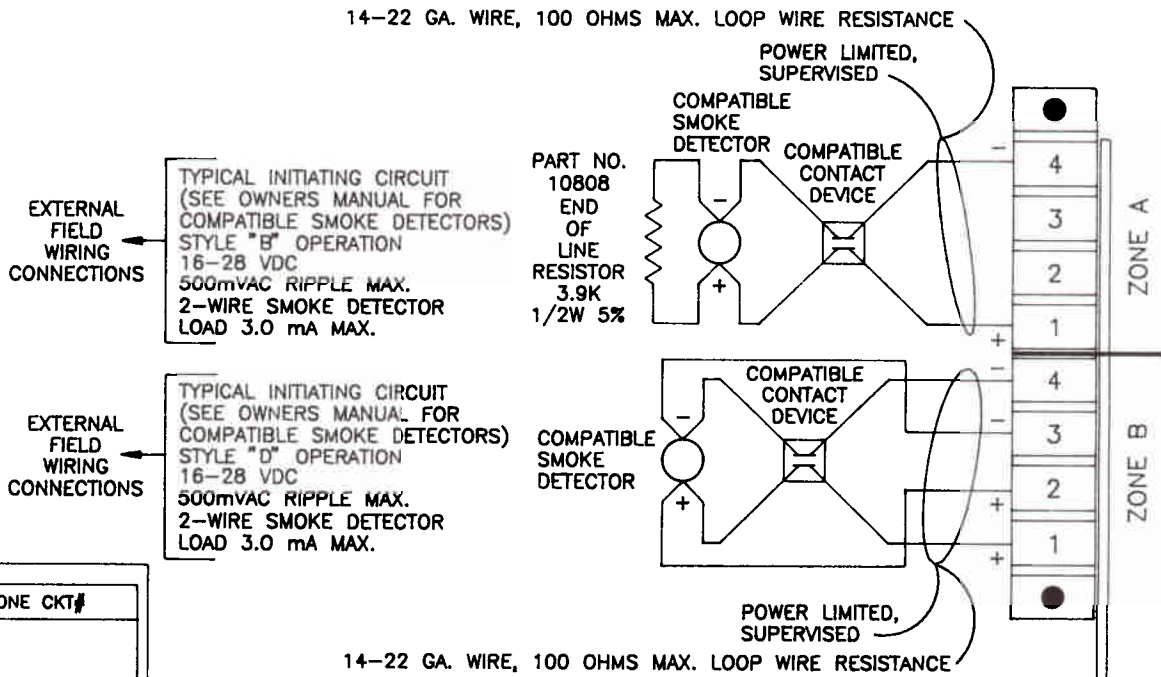 14-22 GA. WIRE, 100 OHMS MAX. LOOP WIRE RESISTANCE
POWER LIMITED,
SUPERVISED
COMPATIBLE
SMOKE
DETECTOR
COMPATIBLE
CONTACT
DEVICE
PART NO.
10808
END
OF
LINE
RESISTOR
3.9K
1/2W 5%
EXTERNAL
FIELD
WIRING
CONNECTIONS
TYPICAL INITIATING CIRCUIT
(SEE OWNERS MANUAL FOR
COMPATIBLE SMOKE DETECTORS)
STYLE "B" OPERATION
16-28 VDC
500mVAC RIPPLE MAX.
2-WIRE SMOKE DETECTOR
LOAD 3.0 mA MAX.
-
+
-
4
3
2
1
+
ZONE A
EXTERNAL
FIELD
WIRING
CONNECTIONS
TYPICAL INITIATING CIRCUIT
(SEE OWNERS MANUAL FOR
COMPATIBLE SMOKE DETECTORS)
STYLE "D" OPERATION
16-28 VDC
500mVAC RIPPLE MAX.
2-WIRE SMOKE DETECTOR
LOAD 3.0 mA MAX.
COMPATIBLE
SMOKE
DETECTOR
COMPATIBLE
CONTACT
DEVICE
-
+
-
4
-
3
+
2
+
1
ZONE B
POWER LIMITED,
SUPERVISED
14-22 GA. WIRE, 100 OHMS MAX. LOOP WIRE RESISTANCE
ONE CKT#